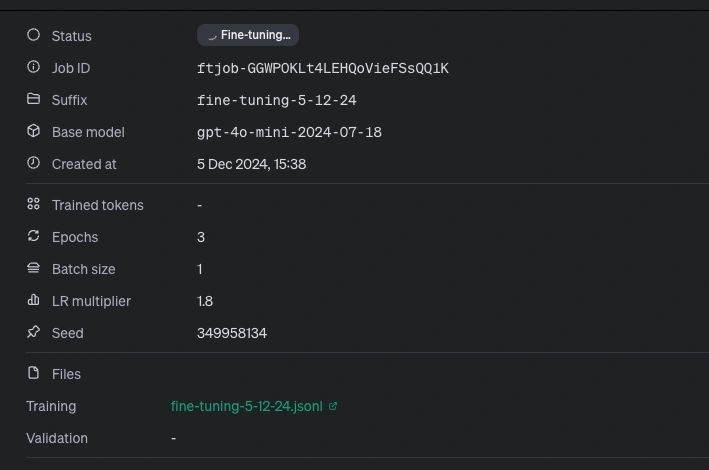 Status Fine-tuning...
Job ID ftjob-GGWPOKLt4LEHQoVieFSsQQ1K
Suffix fine-tuning-5-12-24
Base model gpt-4o-mini-2024-07-18
Created at 5 Dec 2024, 15:38
Trained tokens -
Epochs 3
Batch size 1
LR multiplier 1.8
Seed 349958134
Files
Training fine-tuning-5-12-24.jsonl
Validation -